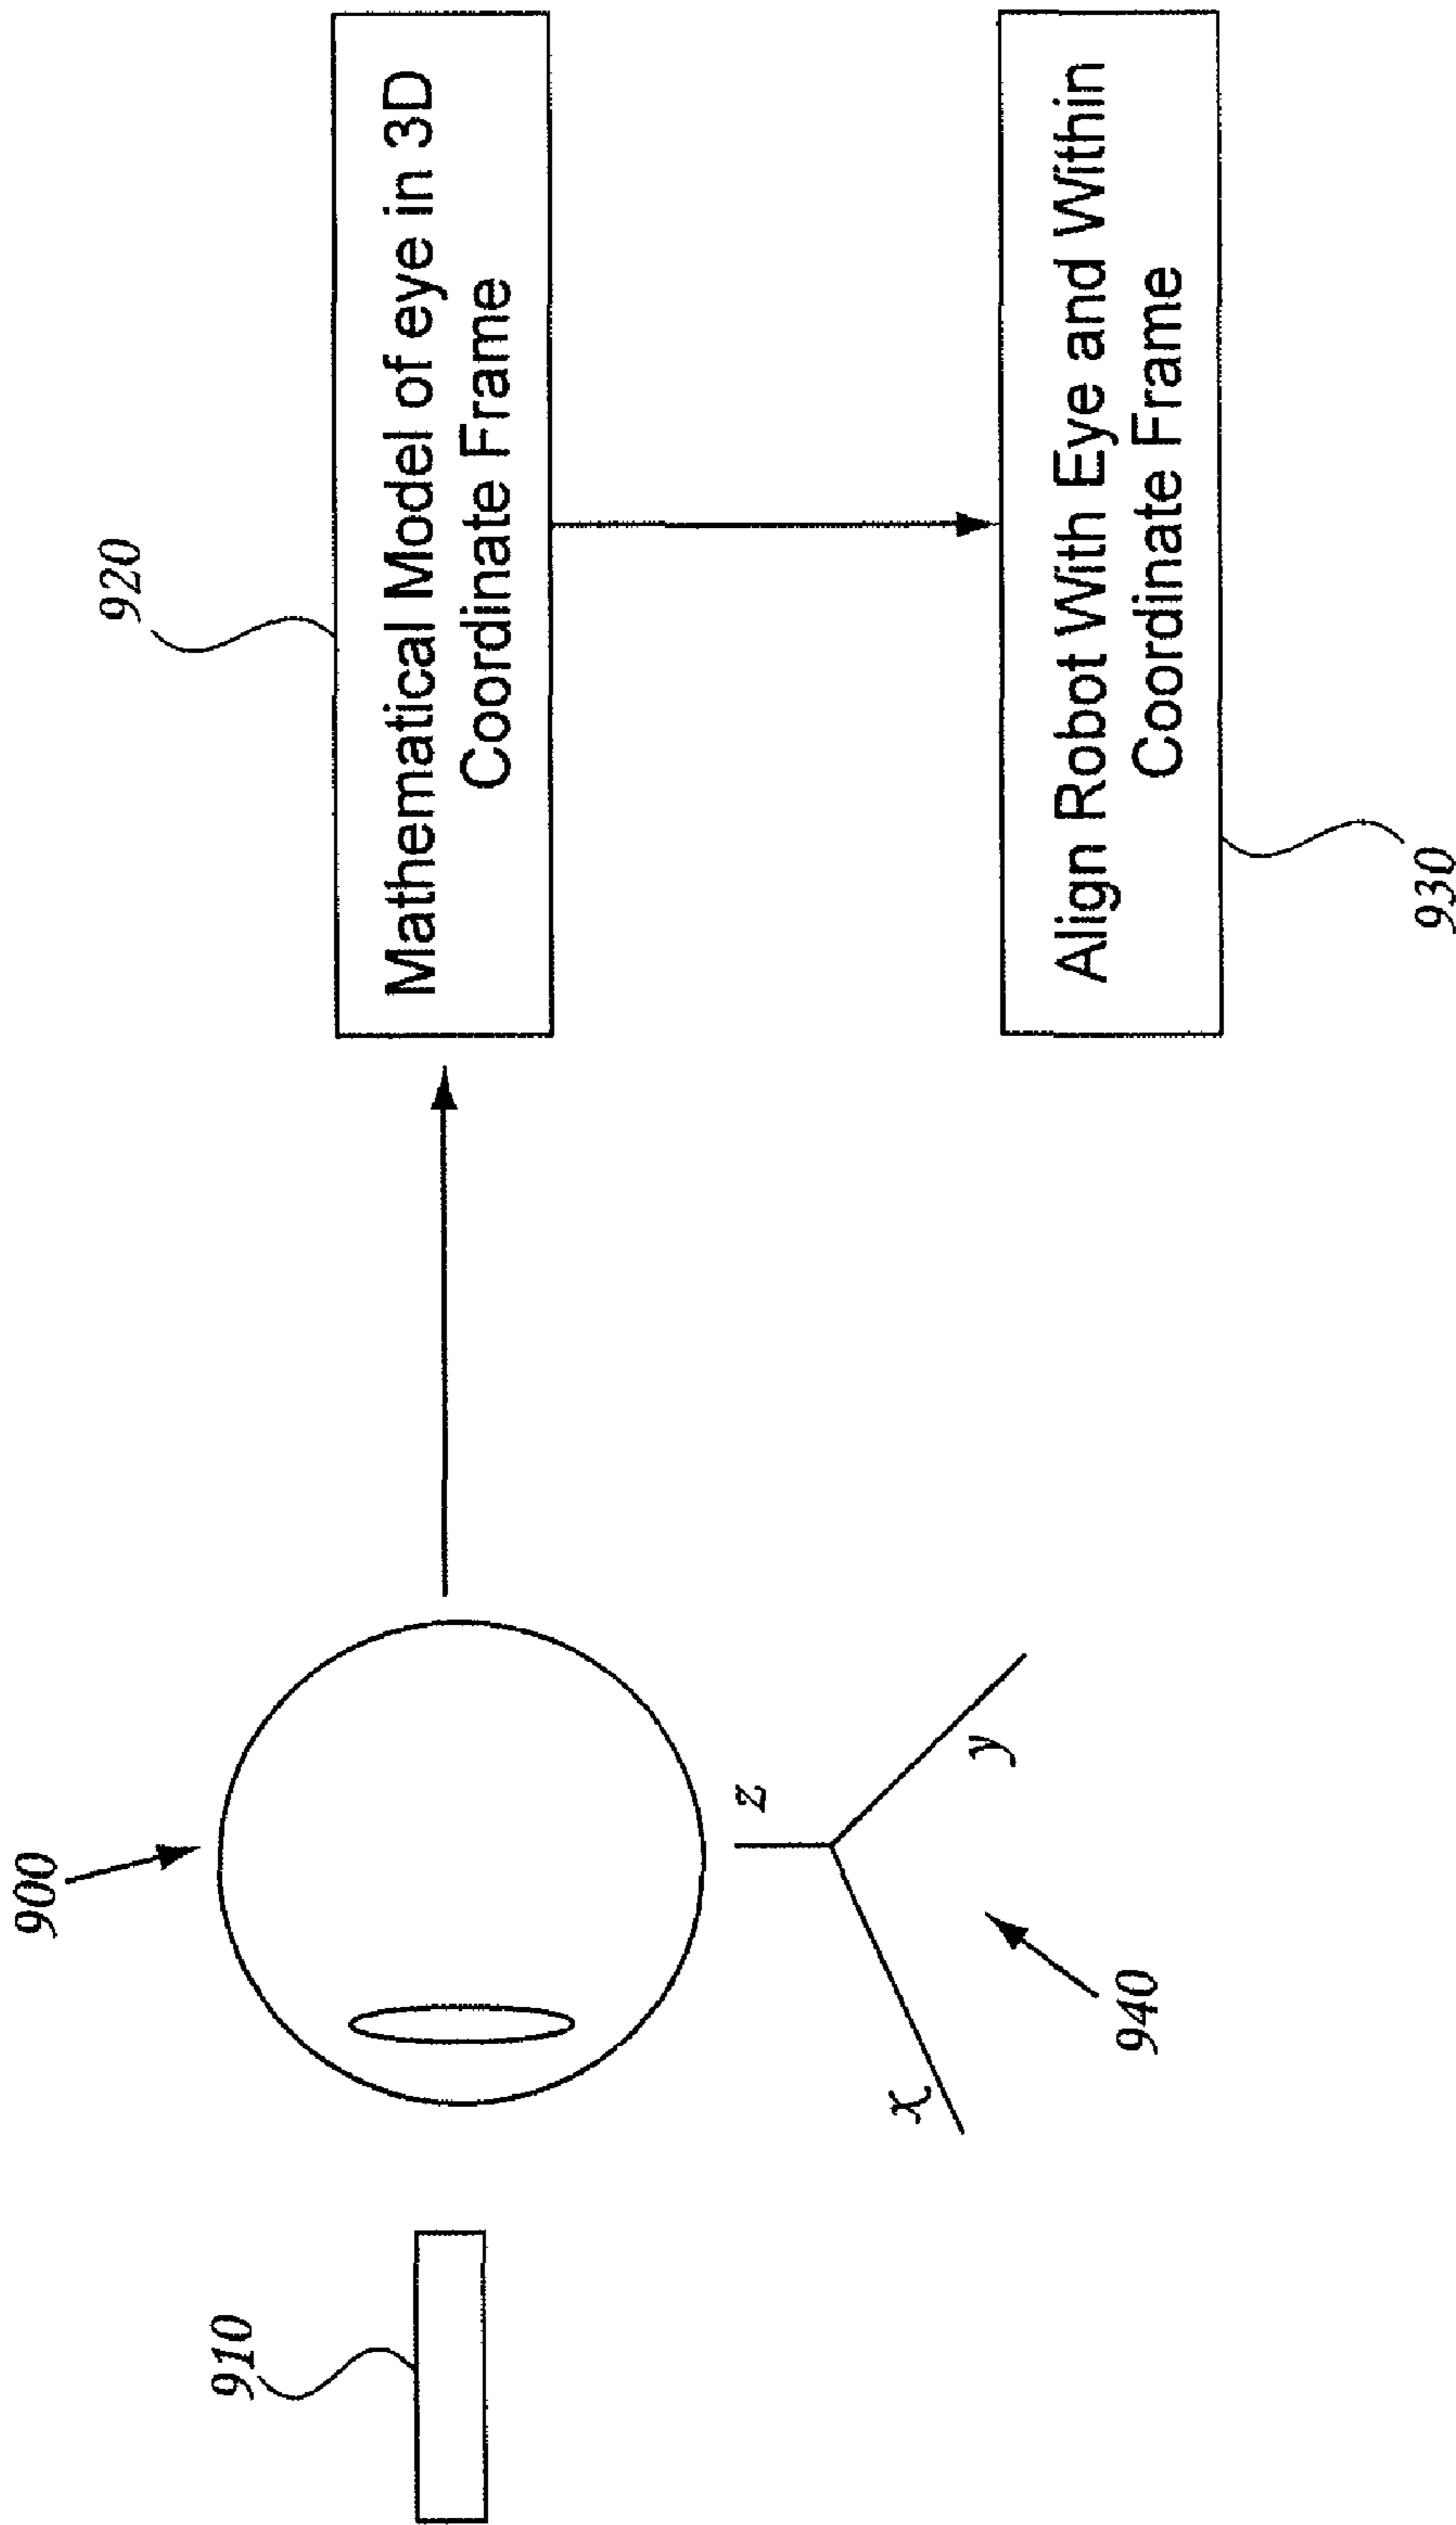 900
910
920
Mathematical Model of eye in 3D
Coordinate Frame
z
x
y
940
Align Robot With Eye and Within
Coordinate Frame
930